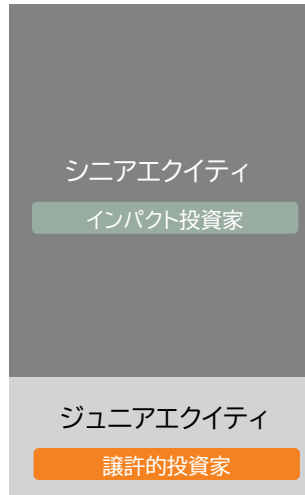 シニアエクイティ
インパクト投資家
ジュニアエクイティ
譲許的投資家